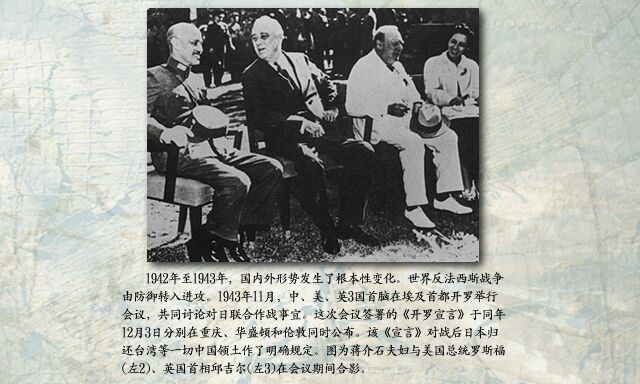 1942年至1943年，国内外形势发生了根本性变化。世界反法西斯战争
由防御转入进攻。1943年11月，中、美、英3国首脑在埃及首都开罗举行
会议，共同讨论对日联合作战事宜。这次会议签署的《开罗宣言》于同年
12月3日分别在重庆、华盛顿和伦敦同时公布。该《宣言》对战后日本归
还台湾等一切中国领土作了明确规定。图为蒋介石夫妇与美国总统罗斯福
(左2)、英国首相邱吉尔(左3)在会议期间合影。